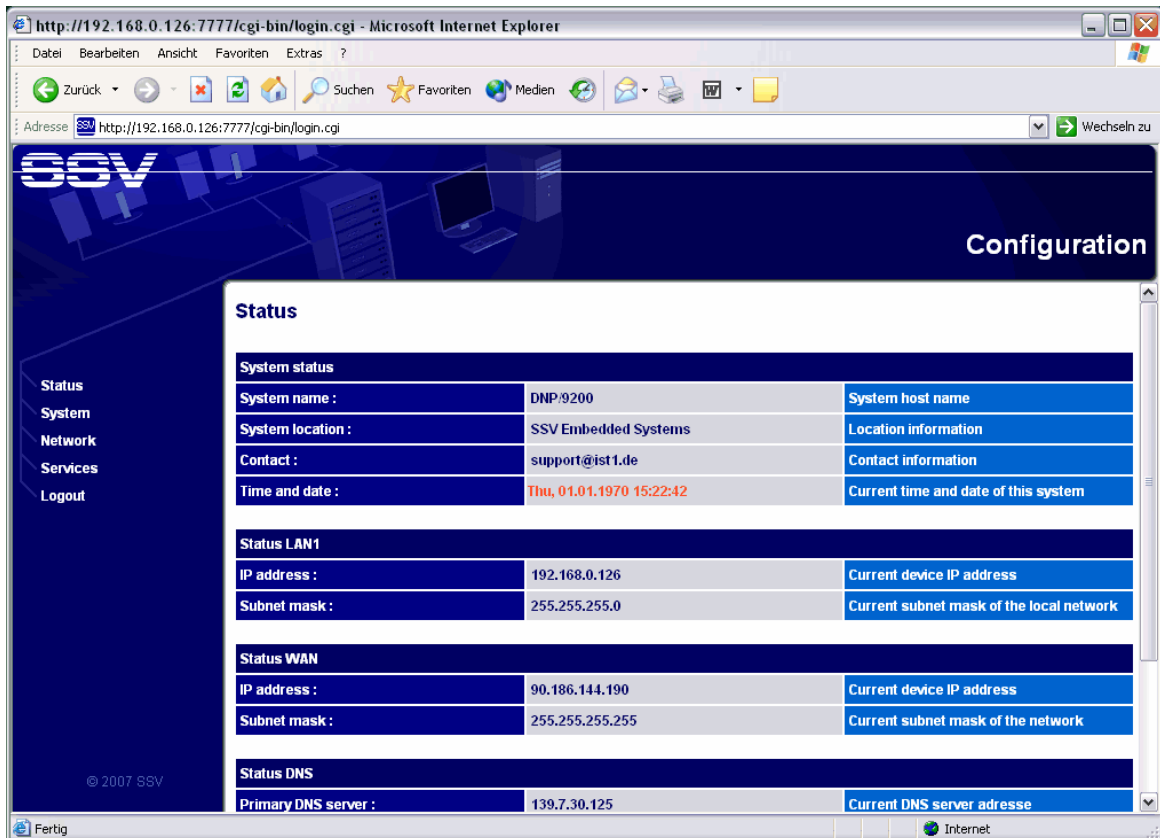 http://192.168.0.126:7777/cgi-bin/login.cgi - Microsoft Internet Explorer
Datei Bearbeiten Ansicht Favoriten Extras ?
Zurück Suchen Favoriten Medien
Adresse SSV http://192.168.0.126:7777/cgi-bin/login.cgi Wechseln zu
SSV
Configuration
Status
System
Network
Services
Logout
© 2007 SSV
Status
System status
System name : DNP/9200 System host name
System location : SSV Embedded Systems Location information
Contact : support@ist1.de Contact information
Time and date : Thu, 01.01.1970 15:22:42 Current time and date of this system
Status LAN1
IP address : 192.168.0.126 Current device IP address
Subnet mask : 255.255.255.0 Current subnet mask of the local network
Status WAN
IP address : 90.186.144.190 Current device IP address
Subnet mask : 255.255.255.255 Current subnet mask of the network
Status DNS
Primary DNS server : 139.7.30.125 Current DNS server adresse
Fertig Internet